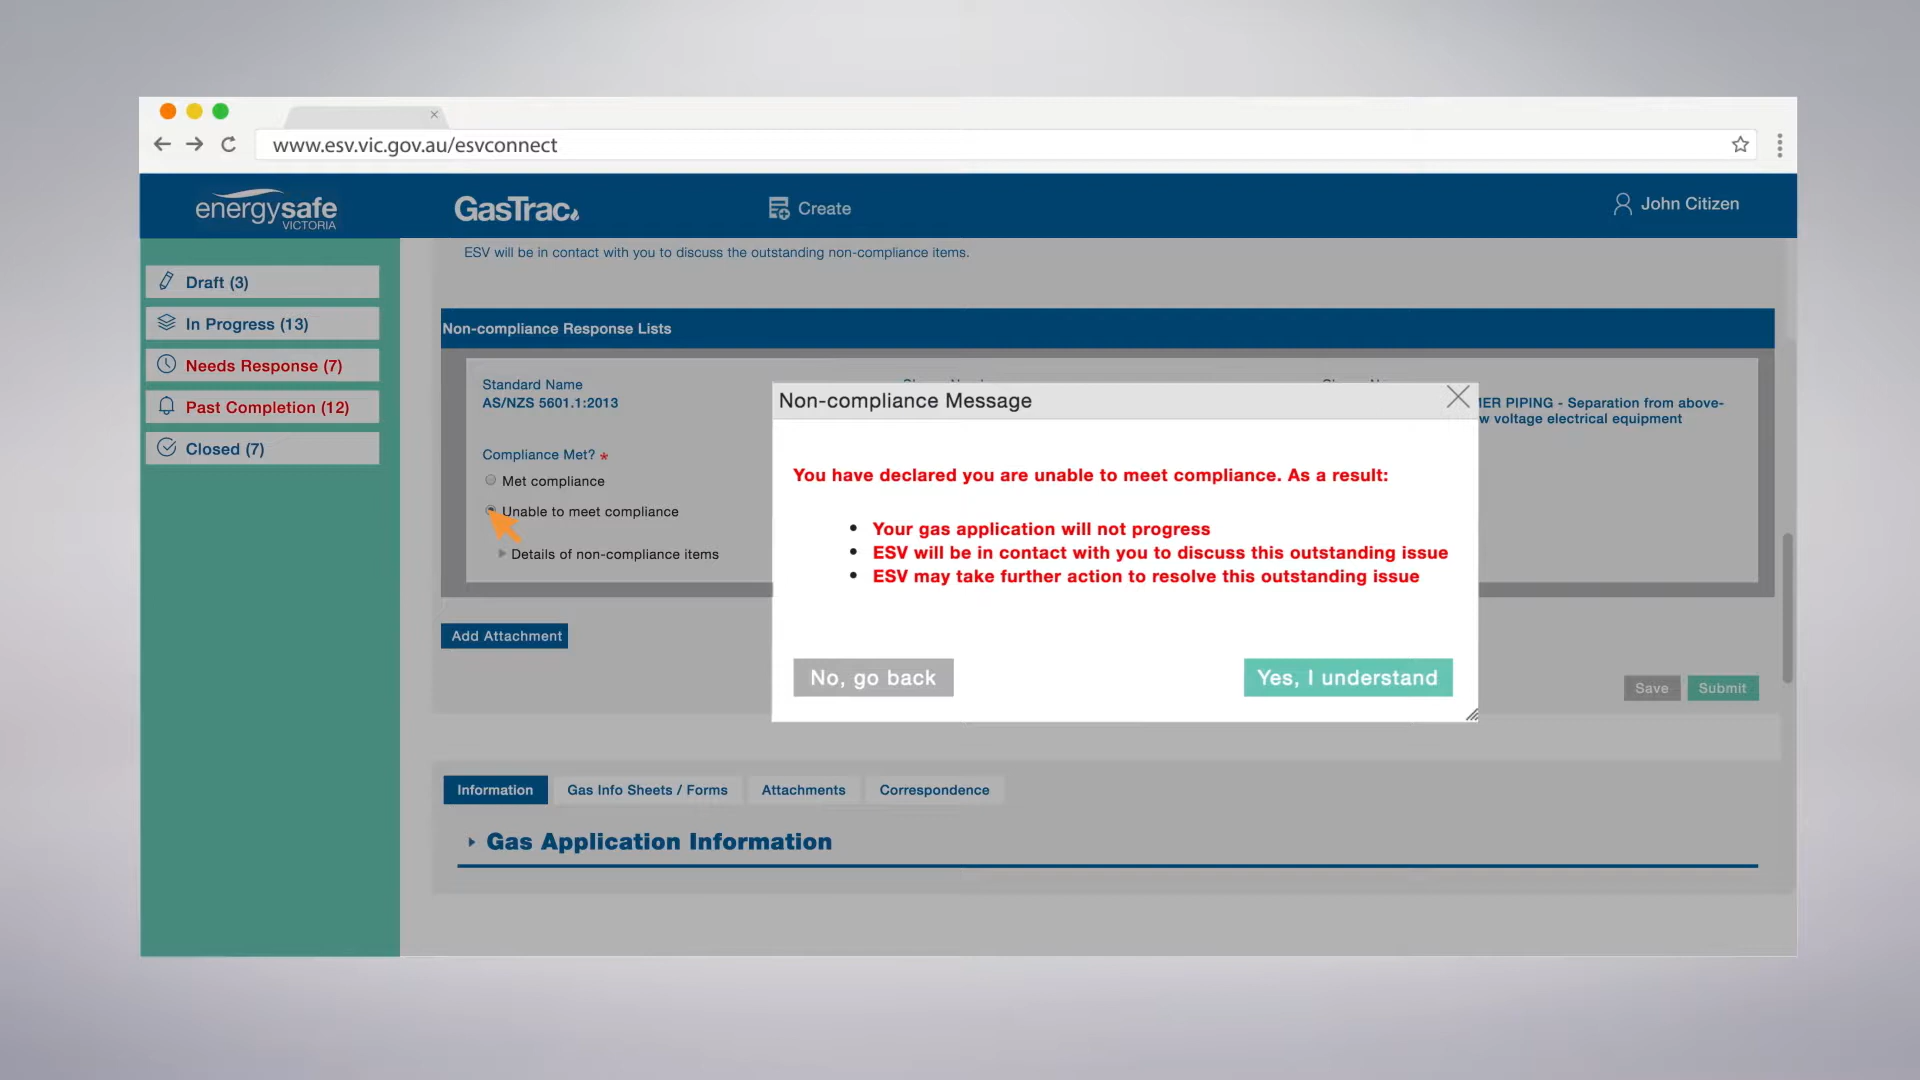 www.esv.vic.gov.au/esvconnect
energysafe
VICTORIA
GasTrac
Create
John Citizen
Draft (3)
In Progress (13)
Needs Response (7)
Past Completion (12)
Closed (7)
ESV will be in contact with you to discuss the outstanding non-compliance items.
Non-compliance Response Lists
Standard Name
AS/NZS 5601.1:2013
PIPING - Separation from above-
voltage electrical equipment
Compliance Met? *
Met compliance
Unable to meet compliance
Details of non-compliance items
Non-compliance Message
You have declared you are unable to meet compliance. As a result:
• Your gas application will not progress
• ESV will be in contact with you to discuss this outstanding issue
• ESV may take further action to resolve this outstanding issue
No, go back
Yes, I understand
Add Attachment
Save
Submit
Information
Gas Info Sheets / Forms
Attachments
Correspondence
Gas Application Information